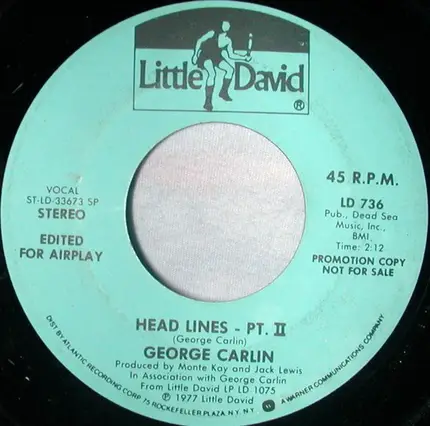 Little David ®
VOCAL
ST-LD-33673 SP
STEREO
EDITED
FOR AIRPLAY
45 R.P.M.
LD 736
Pub., Dead Sea
Music, Inc.,
BMI.
Time: 2:12
PROMOTION COPY
NOT FOR SALE
HEAD LINES - PT. II
(George Carlin)
GEORGE CARLIN
Produced by Monte Kay and Jack Lewis
In Association with George Carlin
From Little David LP LD 1075
Ⓟ 1977 Little David
DIST BY ATLANTIC RECORDING CORP 75 ROCKEFELLER PLAZA N.Y. N.Y. A WARNER COMMUNICATIONS COMPANY